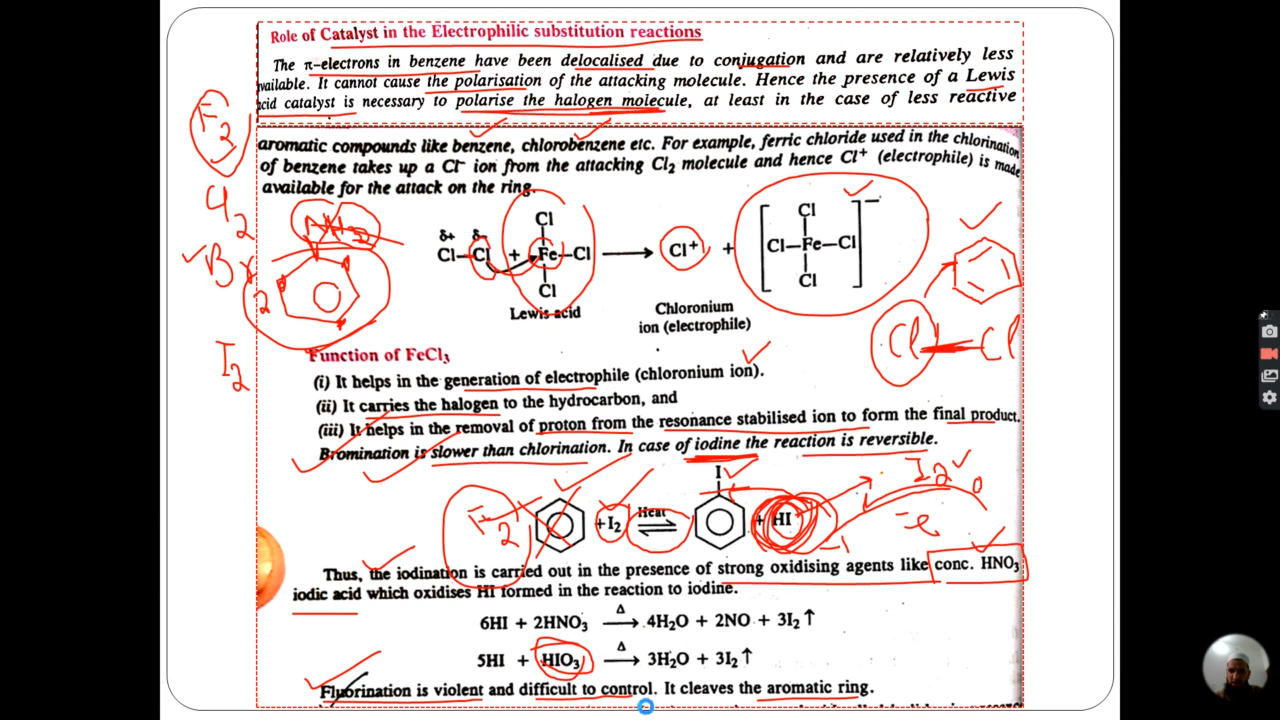 Role of Catalyst in the Electrophilic substitution reactions
The π-electrons in benzene have been delocalised due to conjugation and are relatively less
available. It cannot cause the polarisation of the attacking molecule. Hence the presence of a Lewis
acid catalyst is necessary to polarise the halogen molecule, at least in the case of less reactive
aromatic compounds like benzene, chlorobenzene etc. For example, ferric chloride used in the chlorination
of benzene takes up a Cl⁻ ion from the attacking Cl₂ molecule and hence Cl⁺ (electrophile) is made
available for the attack on the ring.
F₂
Cl₂
Br₂
I₂
NH₂
δ+ δ−
Cl—Cl + Fe—Cl ⟶ Cl⁺ + [Cl—Fe—Cl]⁻
Cl
Cl
Cl
Cl
Lewis acid
Chloronium
ion (electrophile)
Cl—Cl
Function of FeCl₃
(i) It helps in the generation of electrophile (chloronium ion).
(ii) It carries the halogen to the hydrocarbon, and
(iii) It helps in the removal of proton from the resonance stabilised ion to form the final product.
Bromination is slower than chlorination. In case of iodine the reaction is reversible.
F₂
I
+ I₂ Heat ⇌ + HI
I₂
0
-e
-1
Thus, the iodination is carried out in the presence of strong oxidising agents like conc. HNO₃
iodic acid which oxidises HI formed in the reaction to iodine.
6HI + 2HNO₃ Δ⟶ 4H₂O + 2NO + 3I₂↑
5HI + HIO₃ Δ⟶ 3H₂O + 3I₂↑
Fluorination is violent and difficult to control. It cleaves the aromatic ring.